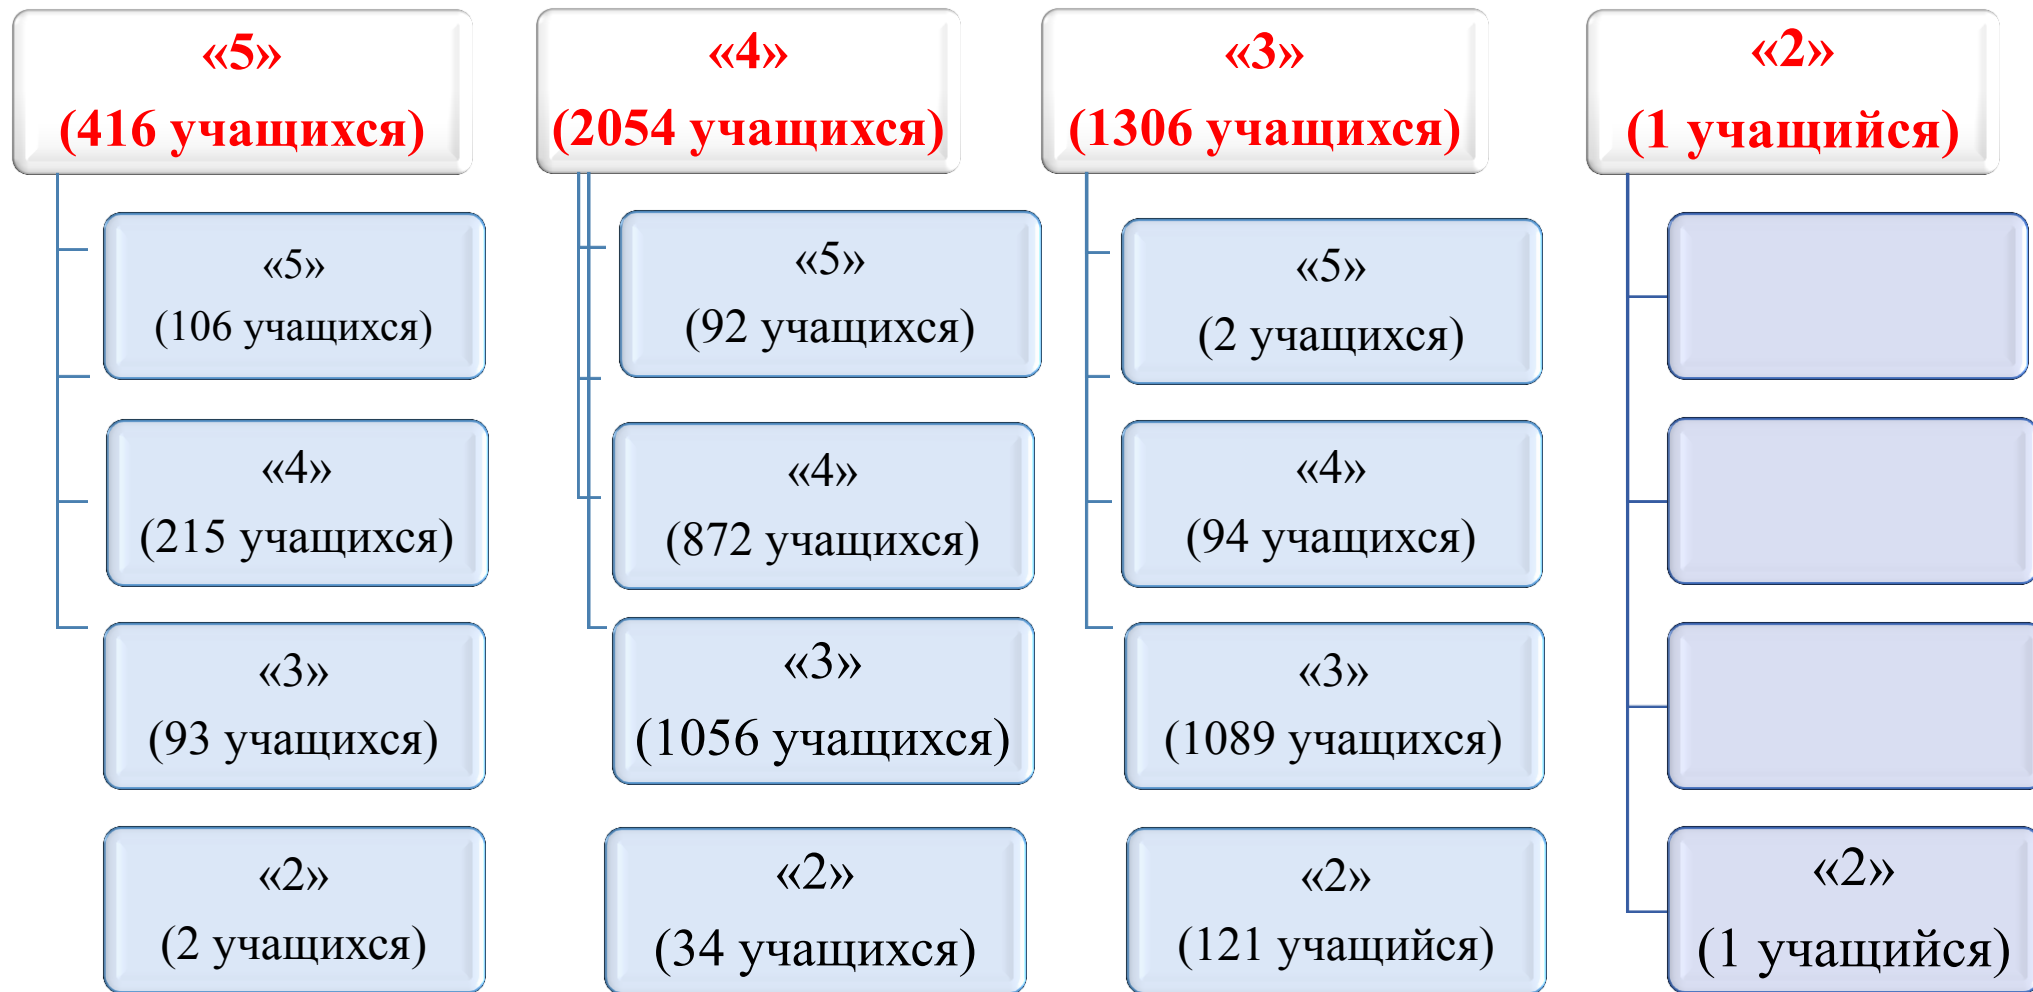 «5»
(416 учащихся)
«5»
(106 учащихся)
«4»
(215 учащихся)
«3»
(93 учащихся)
«2»
(2 учащихся)
«4»
(2054 учащихся)
«5»
(92 учащихся)
«4»
(872 учащихся)
«3»
(1056 учащихся)
«2»
(34 учащихся)
«3»
(1306 учащихся)
«5»
(2 учащихся)
«4»
(94 учащихся)
«3»
(1089 учащихся)
«2»
(121 учащийся)
«2»
(1 учащийся)
«2»
(1 учащийся)